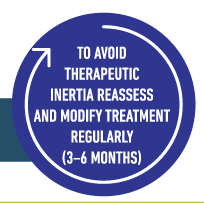 TO AVOID
THERAPEUTIC
INERTIA REASSESS
AND MODIFY TREATMENT
REGULARLY
(3–6 MONTHS)